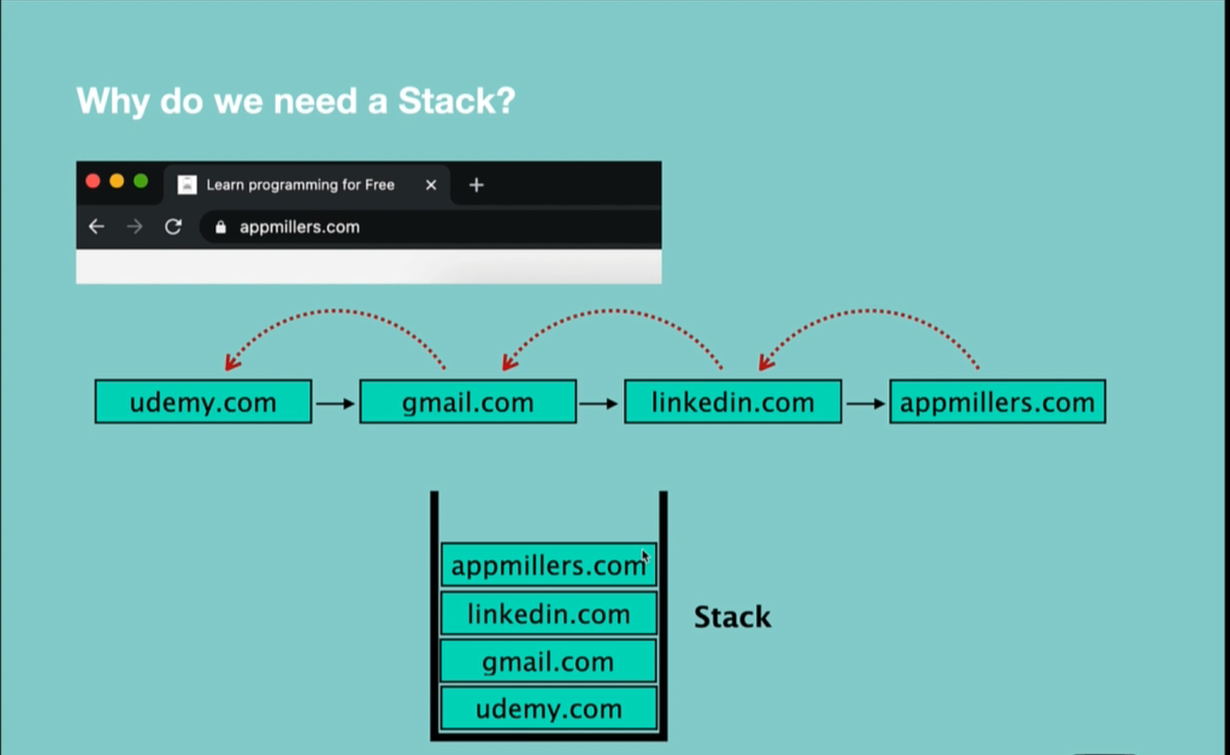 Why do we need a Stack?
Learn programming for Free
appmillers.com
udemy.com
gmail.com
linkedin.com
appmillers.com
appmillers.com
linkedin.com
Stack
gmail.com
udemy.com